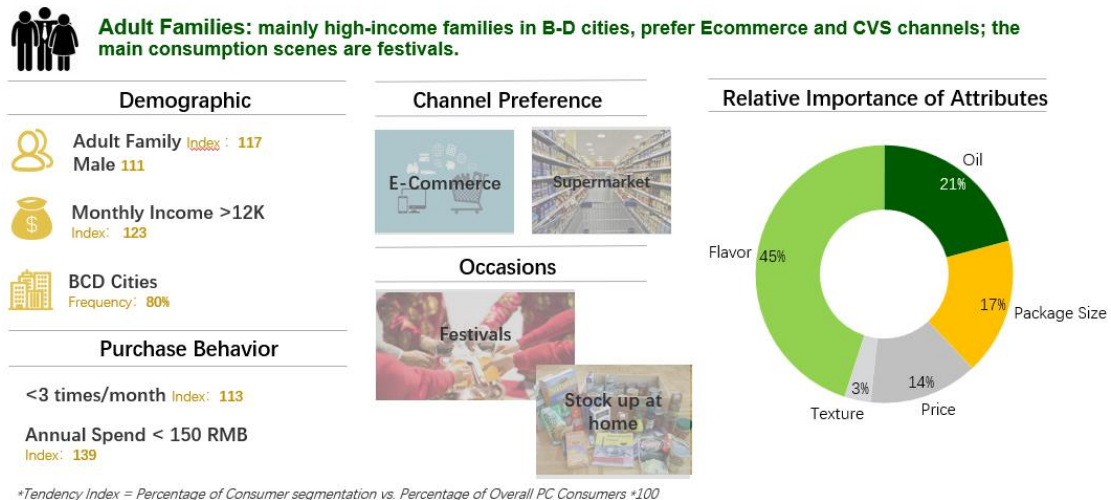 Adult Families: mainly high-income families in B-D cities, prefer Ecommerce and CVS channels; the
main consumption scenes are festivals.
Demographic
Adult Family Index : 117
Male 111
Monthly Income >12K
Index: 123
BCD Cities
Frequency: 80%
Purchase Behavior
<3 times/month Index: 113
Annual Spend < 150 RMB
Index: 139
Channel Preference
E-Commerce
Supermarket
Occasions
Festivals
Stock up at
home
Relative Importance of Attributes
Oil
21%
Flavor 45%
17%
Package Size
14%
3%
Price
Texture
*Tendency Index = Percentage of Consumer segmentation vs. Percentage of Overall PC Consumers *100